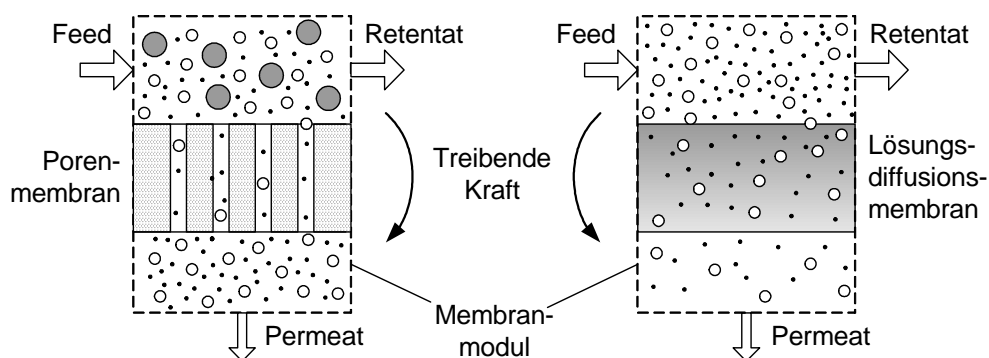 Feed
Retentat
Poren-
membran
Permeat
Treibende
Kraft
Membran-
modul
Feed
Retentat
Lösungs-
diffusions-
membran
Permeat